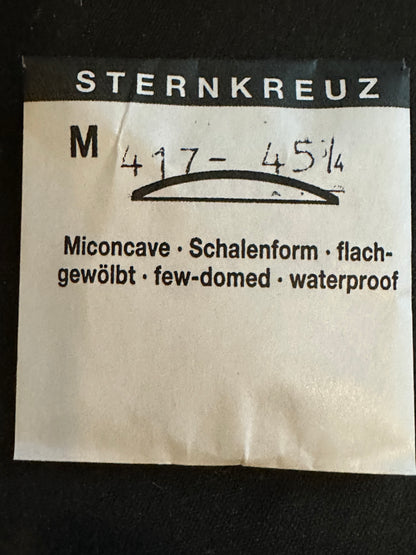 STERNKREUZ
M 417- 45¼
Miconcave · Schalenform · flach-
gewölbt · few-domed · waterproof